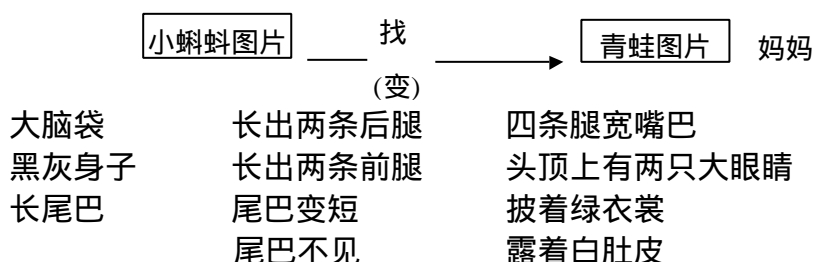 小蝌蚪图片 找 青蛙图片 妈妈
(变)
大脑袋 长出两条后腿 四条腿宽嘴巴
黑灰身子 长出两条前腿 头顶上有两只大眼睛
长尾巴 尾巴变短 披着绿衣裳
尾巴不见 露着白肚皮